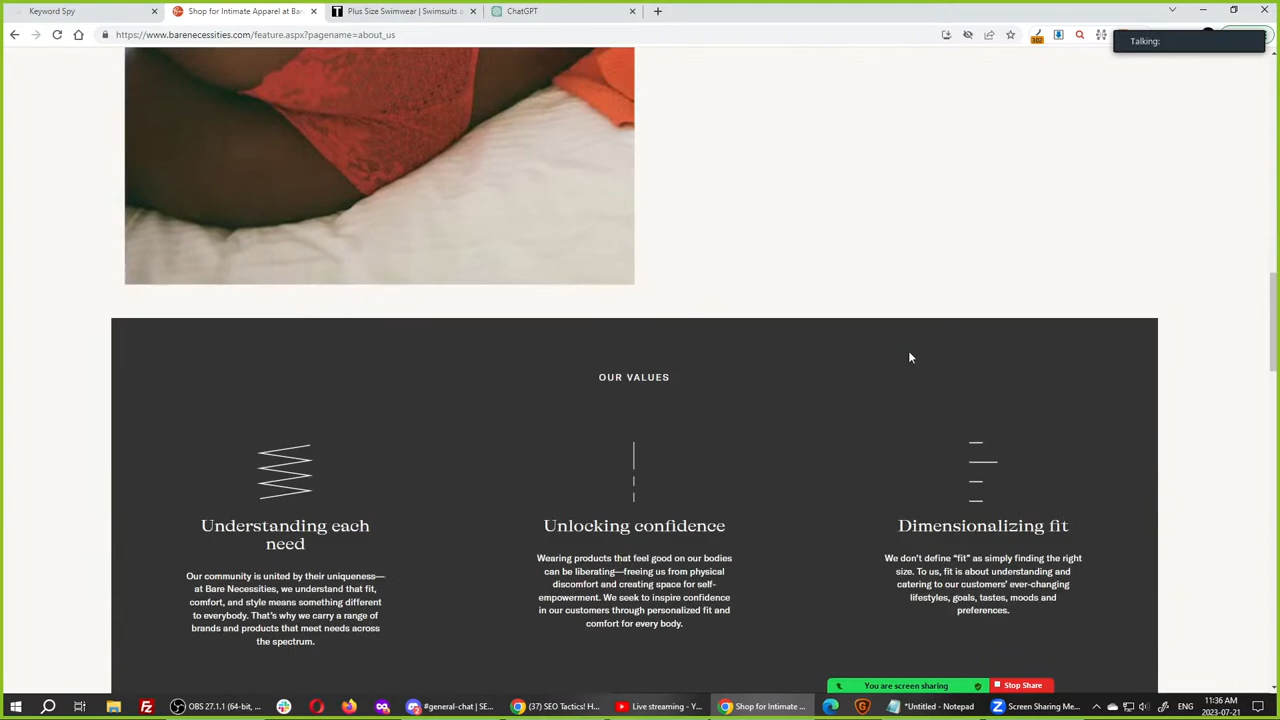 Keyword Spy
Shop for Intimate Apparel at Bare
Plus Size Swimwear | Swimsuits a
ChatGPT
https://www.barenecessities.com/feature.aspx?pagename=about_us
302
Talking:
OUR VALUES
Understanding each
need
Our community is united by their uniqueness—
at Bare Necessities, we understand that fit,
comfort, and style means something different
to everybody. That's why we carry a range of
brands and products that meet needs across
the spectrum.
Unlocking confidence
Wearing products that feel good on our bodies
can be liberating—freeing us from physical
discomfort and creating space for self-
empowerment. We seek to inspire confidence
in our customers through personalized fit and
comfort for every body.
Dimensionalizing fit
We don't define “fit” as simply finding the right
size. To us, fit is about understanding and
catering to our customers' ever-changing
lifestyles, goals, tastes, moods and
preferences.
You are screen sharing
Stop Share
OBS 27.1.1 (64-bit, ...
#general-chat | SEO...
(37) SEO Tactics! H...
Live streaming - Y...
Shop for Intimate ...
*Untitled - Notepad
Screen Sharing Me...
ENG
11:36 AM
2023-07-21